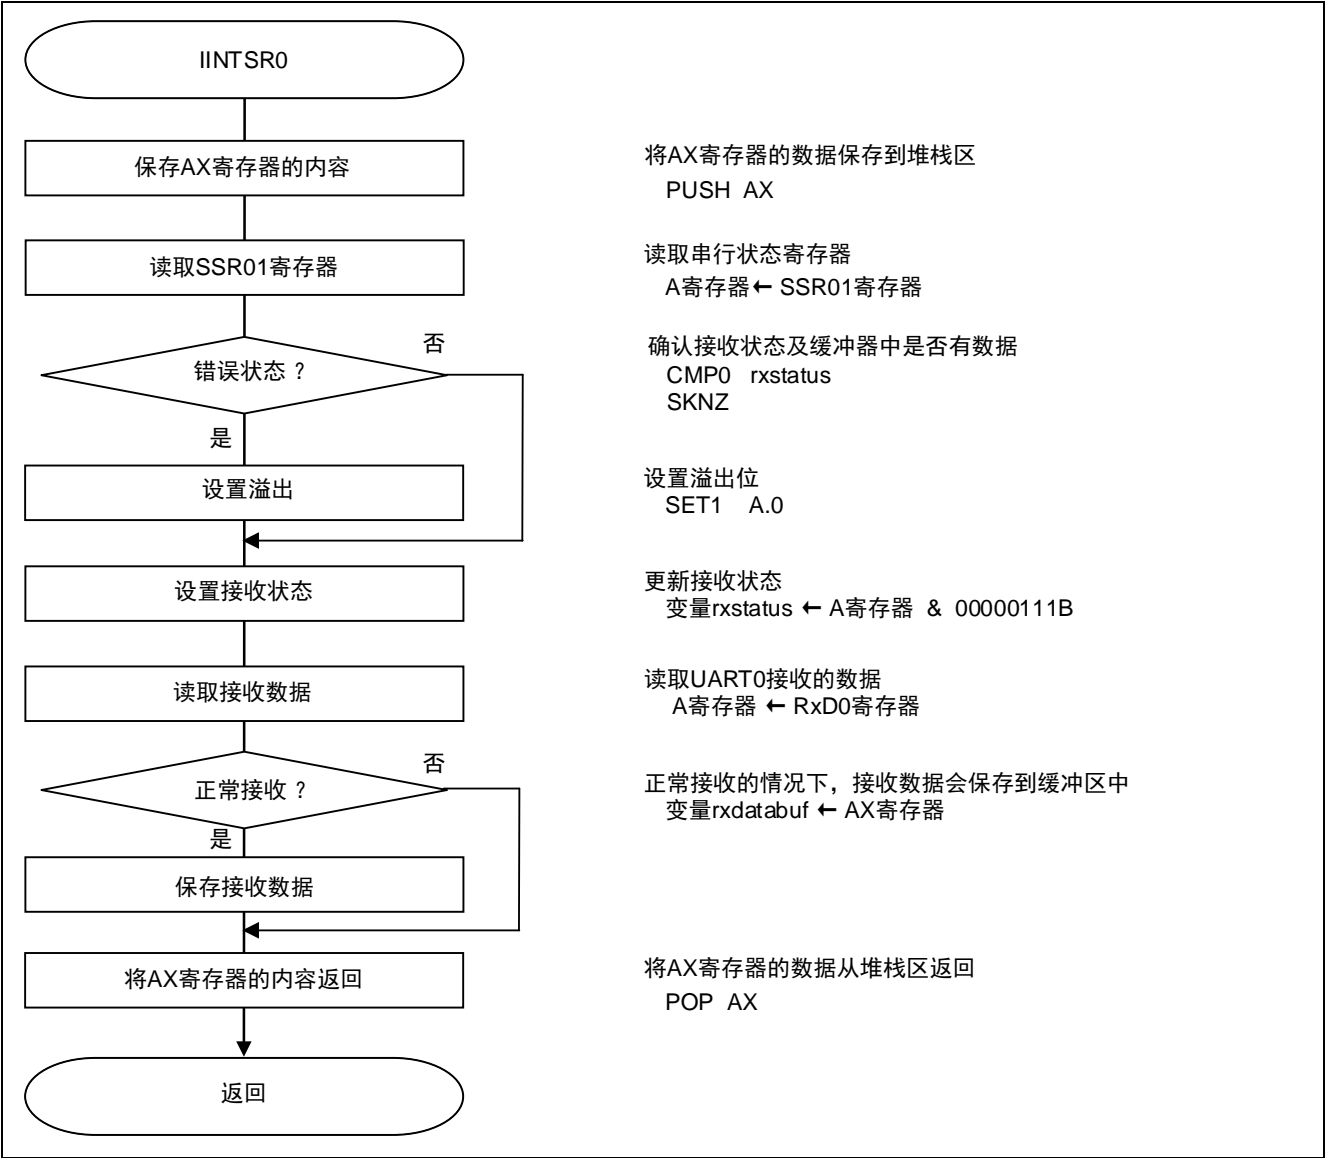 IINTSR0
保存AX寄存器的内容
将AX寄存器的数据保存到堆栈区
PUSH AX
读取SSR01寄存器
读取串行状态寄存器
A寄存器← SSR01寄存器
错误状态 ？
否
是
确认接收状态及缓冲器中是否有数据
CMP0 rxstatus
SKNZ
设置溢出
设置溢出位
SET1 A.0
设置接收状态
更新接收状态
变量rxstatus ← A寄存器 & 00000111B
读取接收数据
读取UART0接收的数据
A寄存器 ← RxD0寄存器
正常接收 ？
否
是
正常接收的情况下，接收数据会保存到缓冲区中
变量rxdatabuf ← AX寄存器
保存接收数据
将AX寄存器的内容返回
将AX寄存器的数据从堆栈区返回
POP AX
返回